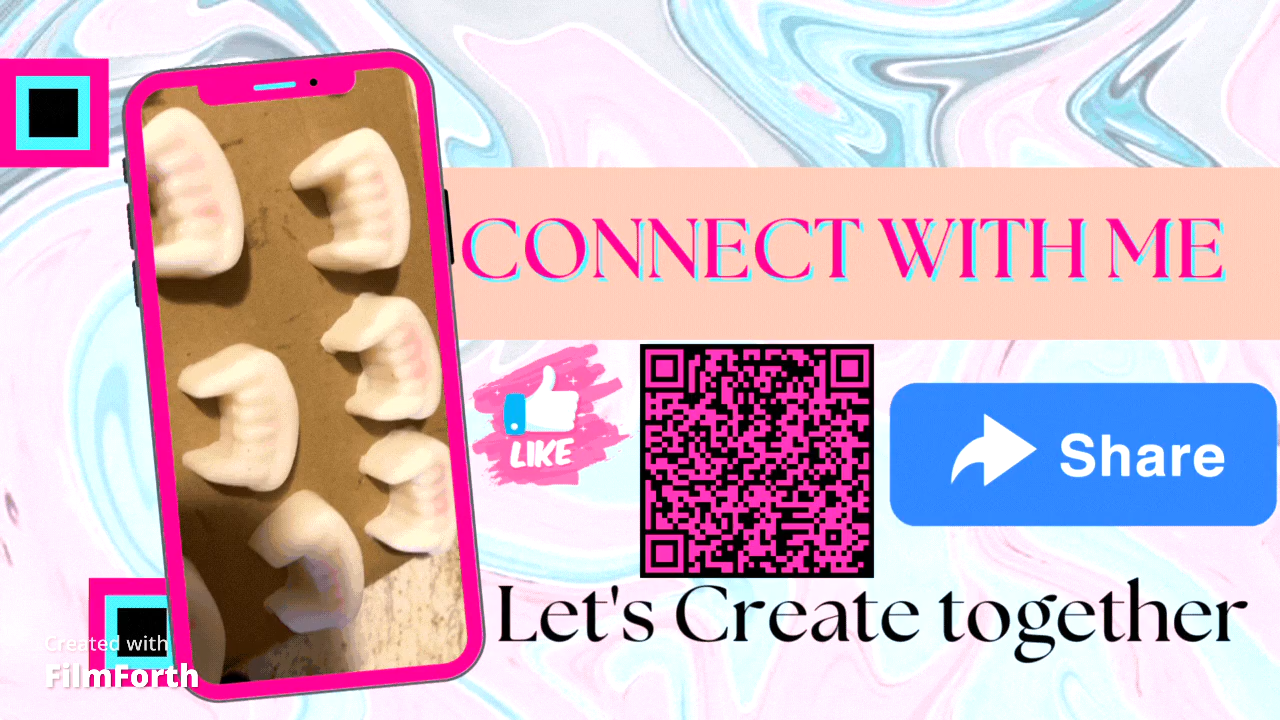 CONNECT WITH ME
LIKE
Share
Let's Create together
Created with
FilmForth